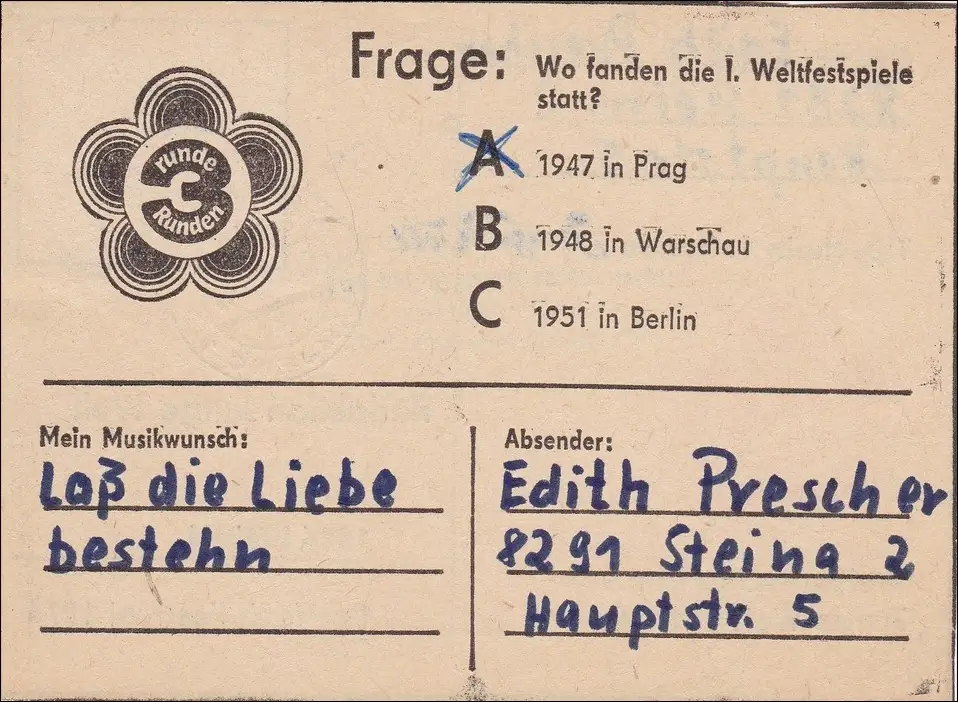 runde
3
Runden
Frage: Wo fanden die I. Weltfestspiele
statt?
A 1947 in Prag
B 1948 in Warschau
C 1951 in Berlin
Mein Musikwunsch:
Laß die Liebe
bestehn
Absender:
Edith Prescher
8291 Steina 2
Hauptstr. 5